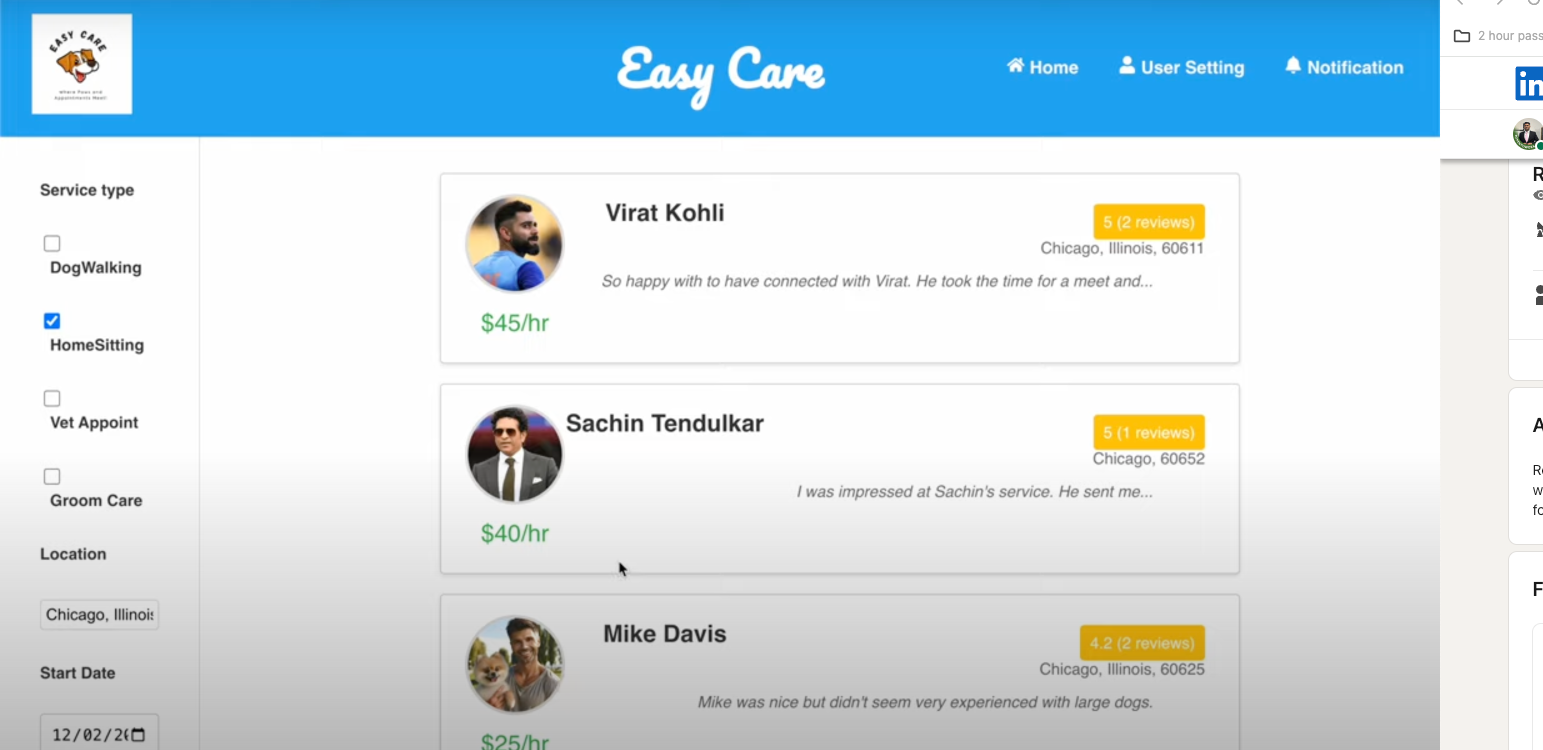 EASY CARE
Where Paws and
Appointments Meet!
Easy Care
Home
User Setting
Notification
Service type
DogWalking
HomeSitting
Vet Appoint
Groom Care
Location
Chicago, Illinois
Start Date
12/02/20
Virat Kohli
5 (2 reviews)
Chicago, Illinois, 60611
So happy with to have connected with Virat. He took the time for a meet and...
$45/hr
Sachin Tendulkar
5 (1 reviews)
Chicago, 60652
I was impressed at Sachin's service. He sent me...
$40/hr
Mike Davis
4.2 (2 reviews)
Chicago, Illinois, 60625
Mike was nice but didn't seem very experienced with large dogs.
$25/hr
2 hour pass
in